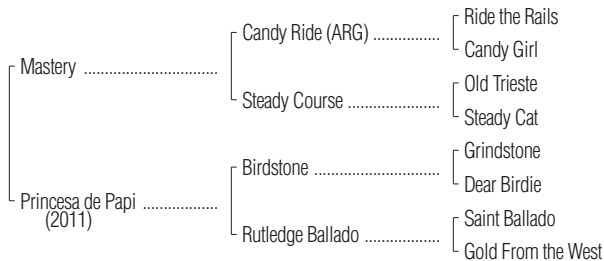 Ride the Rails
Candy Ride (ARG) ................
Candy Girl
Mastery ................................
Old Trieste
Steady Course ......................
Steady Cat
Grindstone
Birdstone ..............................
Dear Birdie
Princesa de Papi ..................
(2011)
Saint Ballado
Rutledge Ballado ..................
Gold From the West